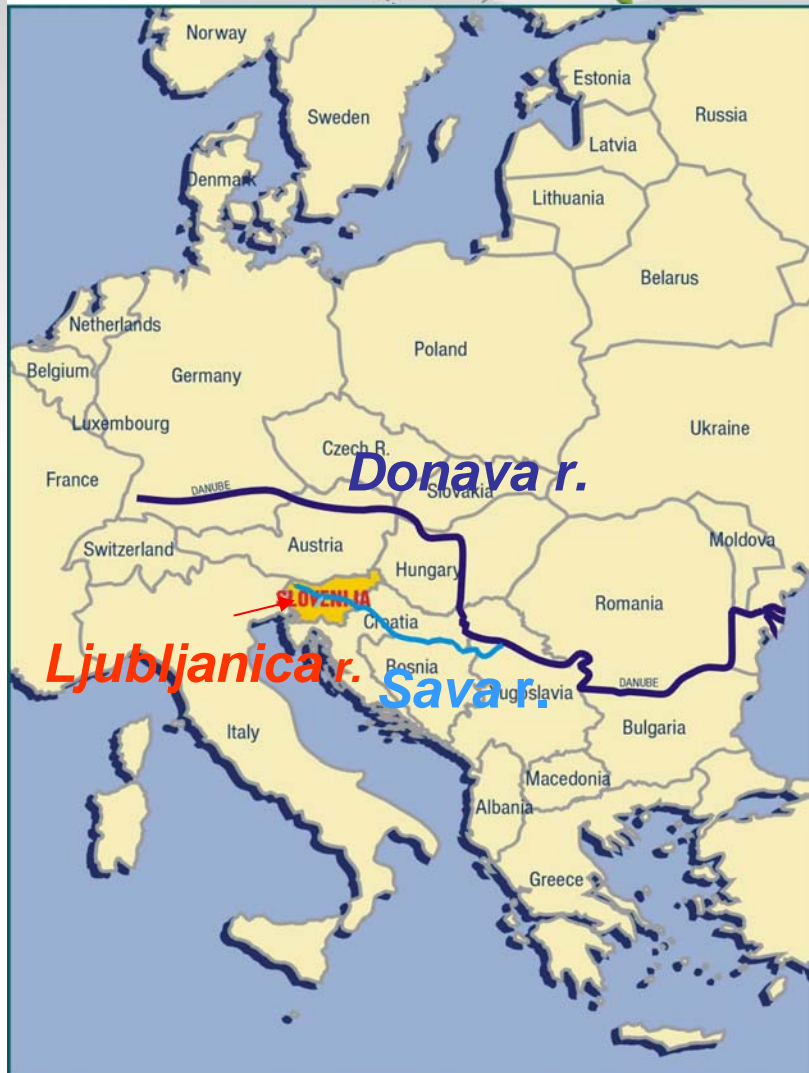 Norway
Estonia
Russia
Sweden
Latvia
Denmark
Lithuania
Belarus
Netherlands
Poland
Belgium
Germany
Luxembourg
Ukraine
Czech R.
France
Donava r.
DANUBE
Slovakia
Moldova
Switzerland
Austria
Hungary
SLOVENIJA
Romania
Croatia
Ljubljanica r.
Bosnia
Sava r.
Yugoslavia
DANUBE
Italy
Bulgaria
Macedonia
Albania
Greece